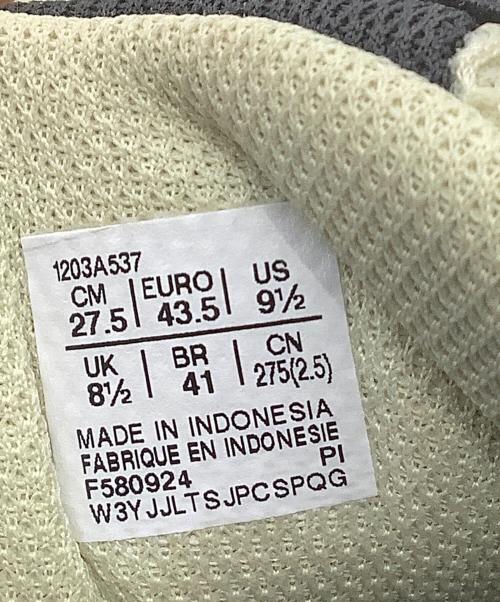 1203A537
CM | EURO | US
27.5 | 43.5 | 9½
UK | BR | CN
8½ | 41 | 275(2.5)
MADE IN INDONESIA
FABRIQUE EN INDONESIE
F580924 PI
W3YJJLTSJPCSPQG